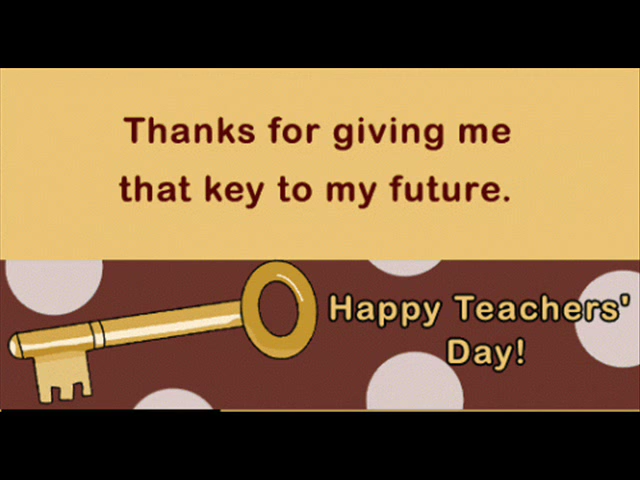 Thanks for giving me
that key to my future.
Happy Teachers'
Day!